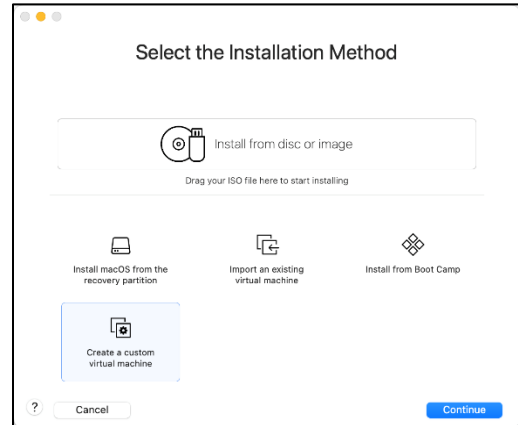 Select the Installation Method
Install from disc or image
Drag your ISO file here to start installing
Install macOS from the
recovery partition
Import an existing
virtual machine
Install from Boot Camp
Create a custom
virtual machine
?
Cancel
Continue